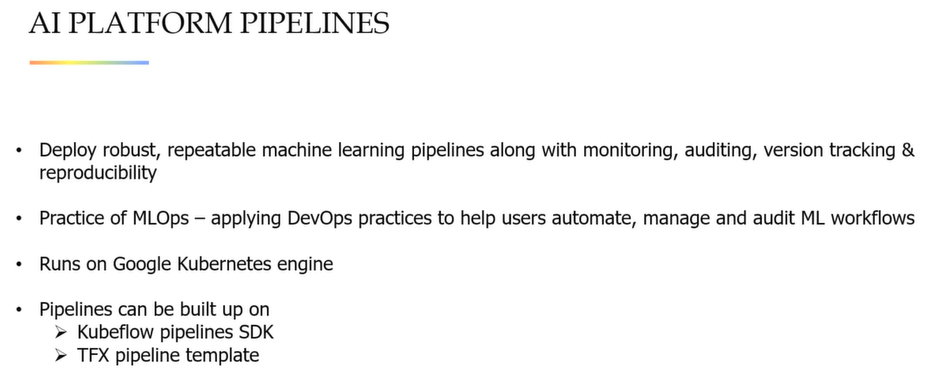 AI PLATFORM PIPELINES
• Deploy robust, repeatable machine learning pipelines along with monitoring, auditing, version tracking &
reproducibility
• Practice of MLOps – applying DevOps practices to help users automate, manage and audit ML workflows
• Runs on Google Kubernetes engine
• Pipelines can be built up on
➢ Kubeflow pipelines SDK
➢ TFX pipeline template